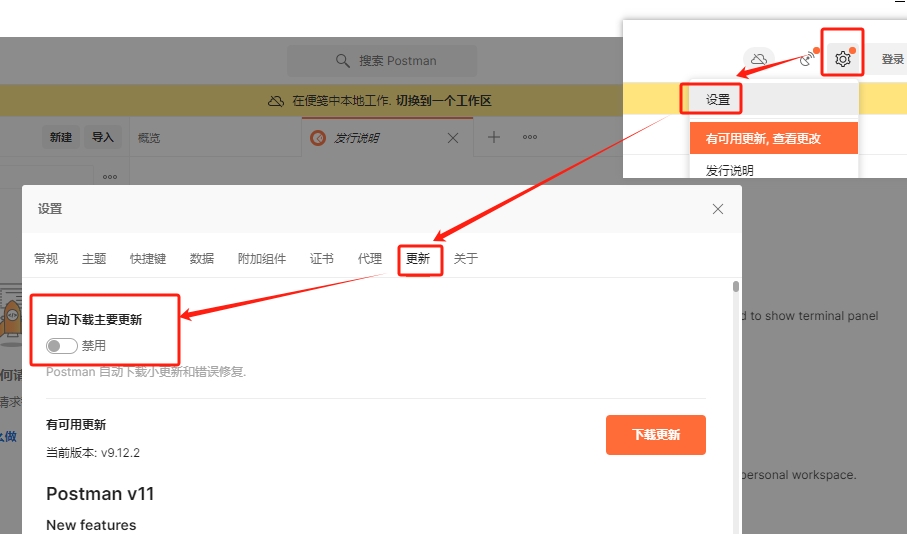 搜索 Postman
登录
设置
在便笺中本地工作. 切换到一个工作区
有可用更新, 查看更改
新建
导入
概览
发行说明
发行说明
设置
常规
主题
快捷键
数据
附加组件
证书
代理
更新
关于
自动下载主要更新
禁用
Postman 自动下载小更新和错误修复.
d to show terminal panel
何请
请求
么做
有可用更新
下载更新
当前版本: v9.12.2
personal workspace.
Postman v11
New features